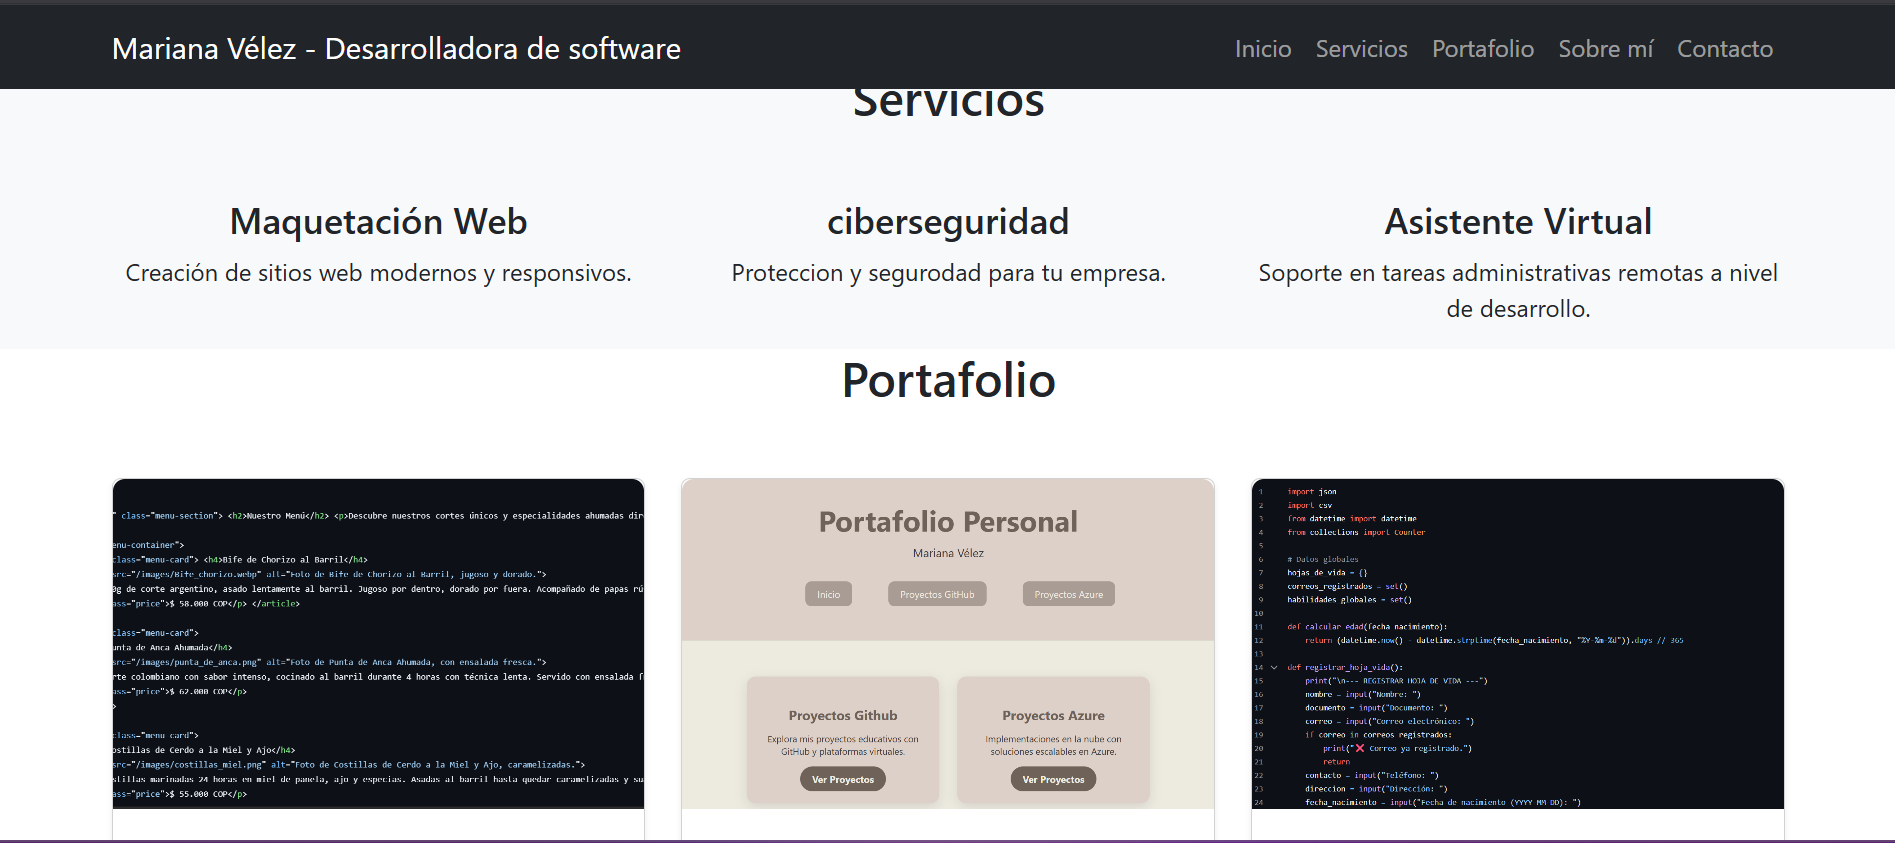 Mariana Vélez - Desarrolladora de software
Inicio Servicios Portafolio Sobre mí Contacto
Servicios
Maquetación Web
Creación de sitios web modernos y responsivos.
ciberseguridad
Proteccion y segurodad para tu empresa.
Asistente Virtual
Soporte en tareas administrativas remotas a nivel
de desarrollo.
Portafolio
" class="menu-section"> <h2>Nuestro Menú</h2> <p>Descubre nuestros cortes únicos y especialidades ahumadas dir
enu-container">
class="menu-card"> <h4>Bife de Chorizo al Barril</h4>
src="/images/Bife_chorizo.webp" alt="Foto de Bife de Chorizo al Barril, jugoso y dorado.">
0g de corte argentino, asado lentamente al barril. Jugoso por dentro, dorado por fuera. Acompañado de papas rú
ass="price">$ 58.000 COP</p> </article>
class="menu-card">
unta de Anca Ahumada</h4>
src="/images/punta_de_anca.png" alt="Foto de Punta de Anca Ahumada, con ensalada fresca.">
rte colombiano con sabor intenso, cocinado al barril durante 4 horas con técnica lenta. Servido con ensalada f
ass="price">$ 62.000 COP</p>
>
class="menu-card">
ostillas de Cerdo a la Miel y Ajo</h4>
src="/images/costillas_miel.png" alt="Foto de Costillas de Cerdo a la Miel y Ajo, caramelizadas.">
stillas marinadas 24 horas en miel de panela, ajo y especias. Asadas al barril hasta quedar caramelizadas y su
ass="price">$ 55.000 COP</p>
Portafolio Personal
Mariana Vélez
Inicio Proyectos GitHub Proyectos Azure
Proyectos Github
Explora mis proyectos educativos con
GitHub y plataformas virtuales.
Ver Proyectos
Proyectos Azure
Implementaciones en la nube con
soluciones escalables en Azure.
Ver Proyectos
1 import json
2 import csv
3 from datetime import datetime
4 from collections import Counter
5
6 # Datos globales
7 hojas_de_vida = {}
8 correos_registrados = set()
9 habilidades_globales = set()
10
11 def calcular_edad(fecha_nacimiento):
12 return (datetime.now() - datetime.strptime(fecha_nacimiento, "%Y-%m-%d")).days // 365
13
14 def registrar_hoja_vida():
15 print("\n--- REGISTRAR HOJA DE VIDA ---")
16 nombre = input("Nombre: ")
17 documento = input("Documento: ")
18 correo = input("Correo electrónico: ")
19 if correo in correos_registrados:
20 print("❌ Correo ya registrado.")
21 return
22 contacto = input("Teléfono: ")
23 direccion = input("Dirección: ")
24 fecha_nacimiento = input("Fecha de nacimiento (YYYY-MM-DD): ")